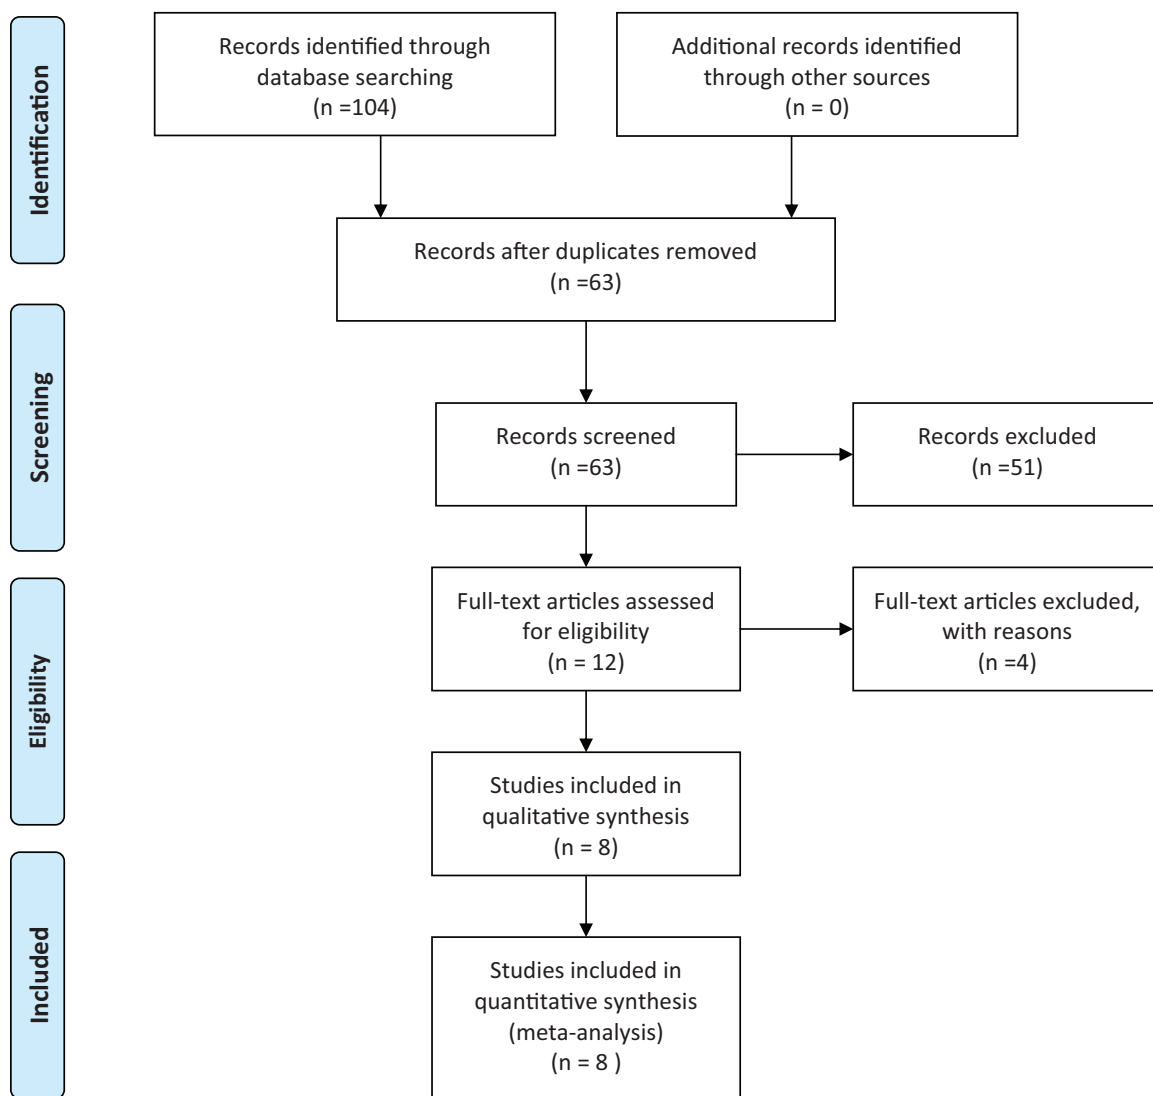 Identification
Records identified through
database searching
(n =104)
Additional records identified
through other sources
(n = 0)
Records after duplicates removed
(n =63)
Screening
Records screened
(n =63)
Records excluded
(n =51)
Eligibility
Full-text articles assessed
for eligibility
(n = 12)
Full-text articles excluded,
with reasons
(n =4)
Studies included in
qualitative synthesis
(n = 8)
Included
Studies included in
quantitative synthesis
(meta-analysis)
(n = 8 )